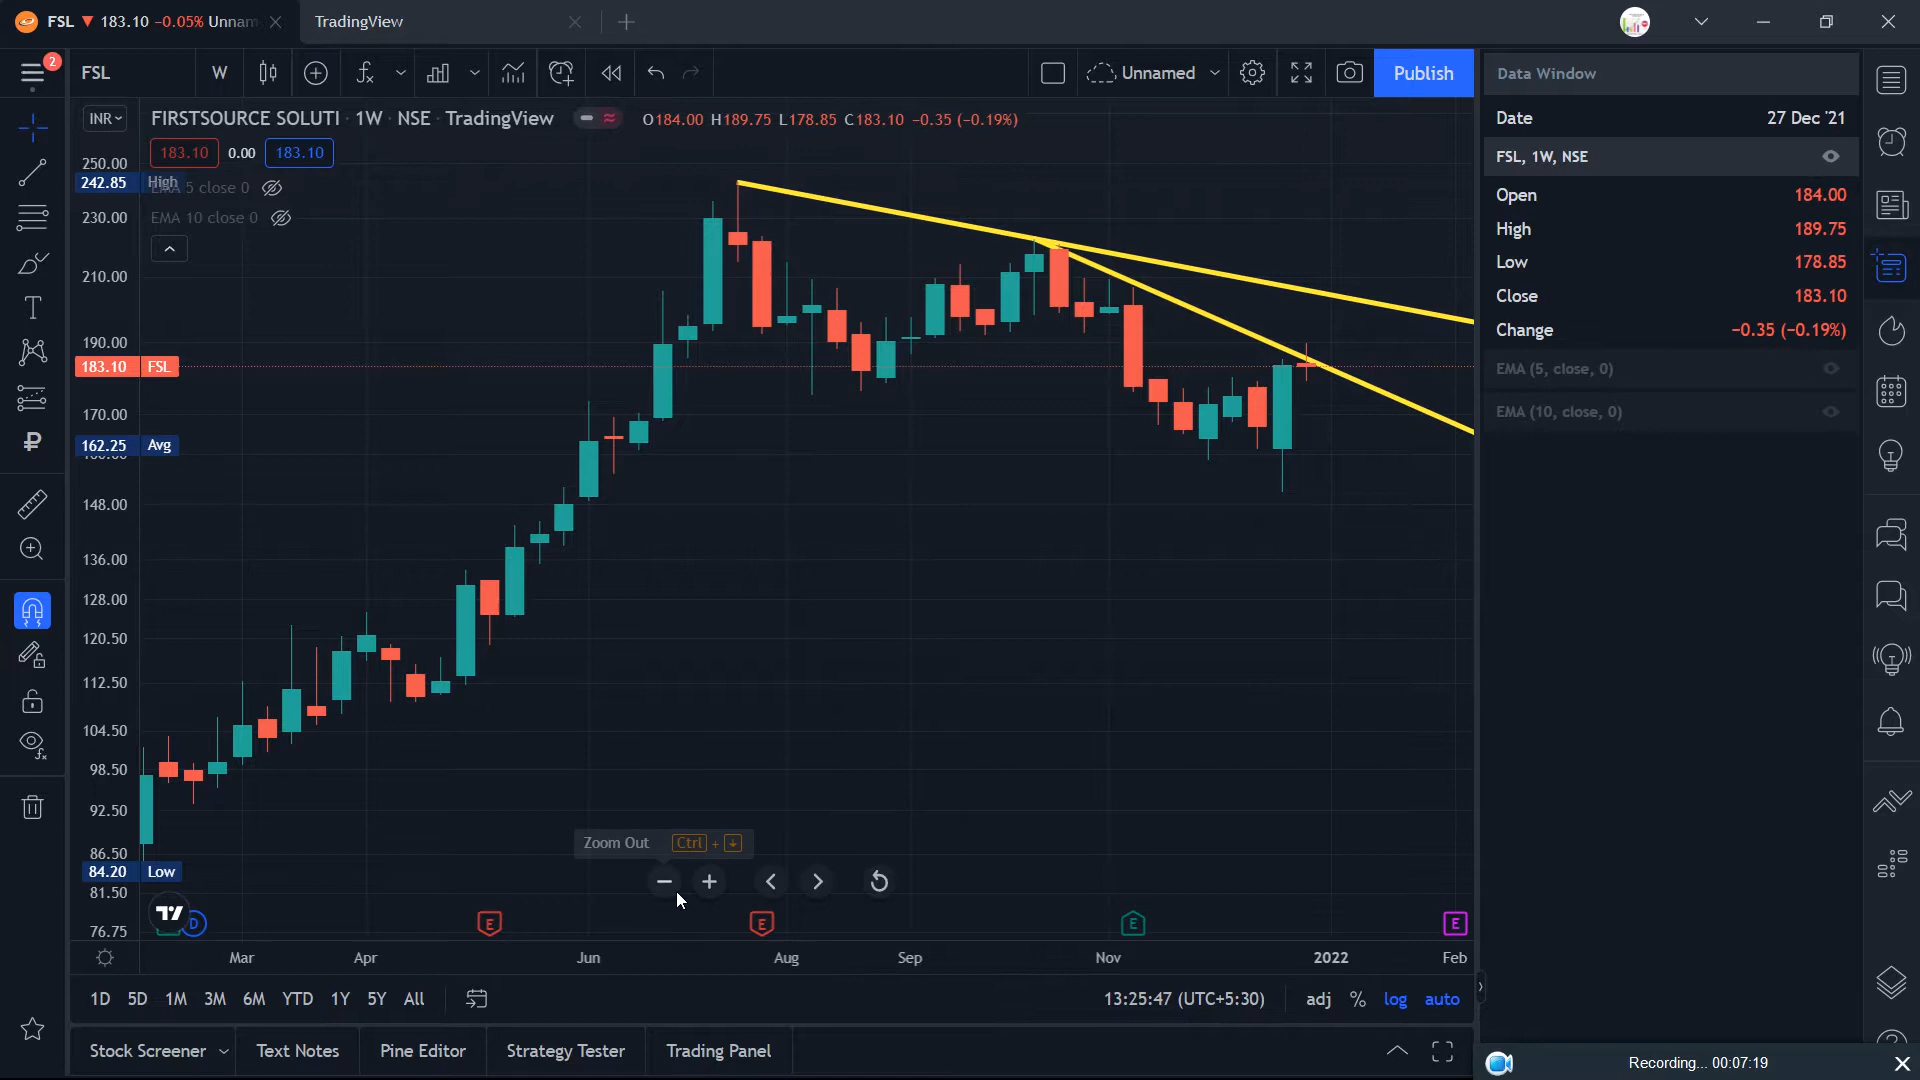 FSL ▼ 183.10 -0.05% Unnam
TradingView
2
FSL
W
Unnamed
Publish
Data Window
INR
FIRSTSOURCE SOLUTI · 1W · NSE · TradingView
O184.00 H189.75 L178.85 C183.10 -0.35 (-0.19%)
183.10 0.00 183.10
EMA 5 close 0
EMA 10 close 0
Date 27 Dec '21
FSL, 1W, NSE
Open 184.00
High 189.75
Low 178.85
Close 183.10
Change -0.35 (-0.19%)
EMA (5, close, 0)
EMA (10, close, 0)
250.00
242.85 High
230.00
210.00
190.00
183.10 FSL
170.00
162.25 Avg
148.00
136.00
128.00
120.50
112.50
104.50
98.50
92.50
86.50
84.20 Low
81.50
76.75
Zoom Out Ctrl + ↓
D
E
E
E
E
Mar Apr Jun Aug Sep Nov 2022 Feb
1D 5D 1M 3M 6M YTD 1Y 5Y All
13:25:47 (UTC+5:30) adj % log auto
Stock Screener Text Notes Pine Editor Strategy Tester Trading Panel
Recording... 00:07:19